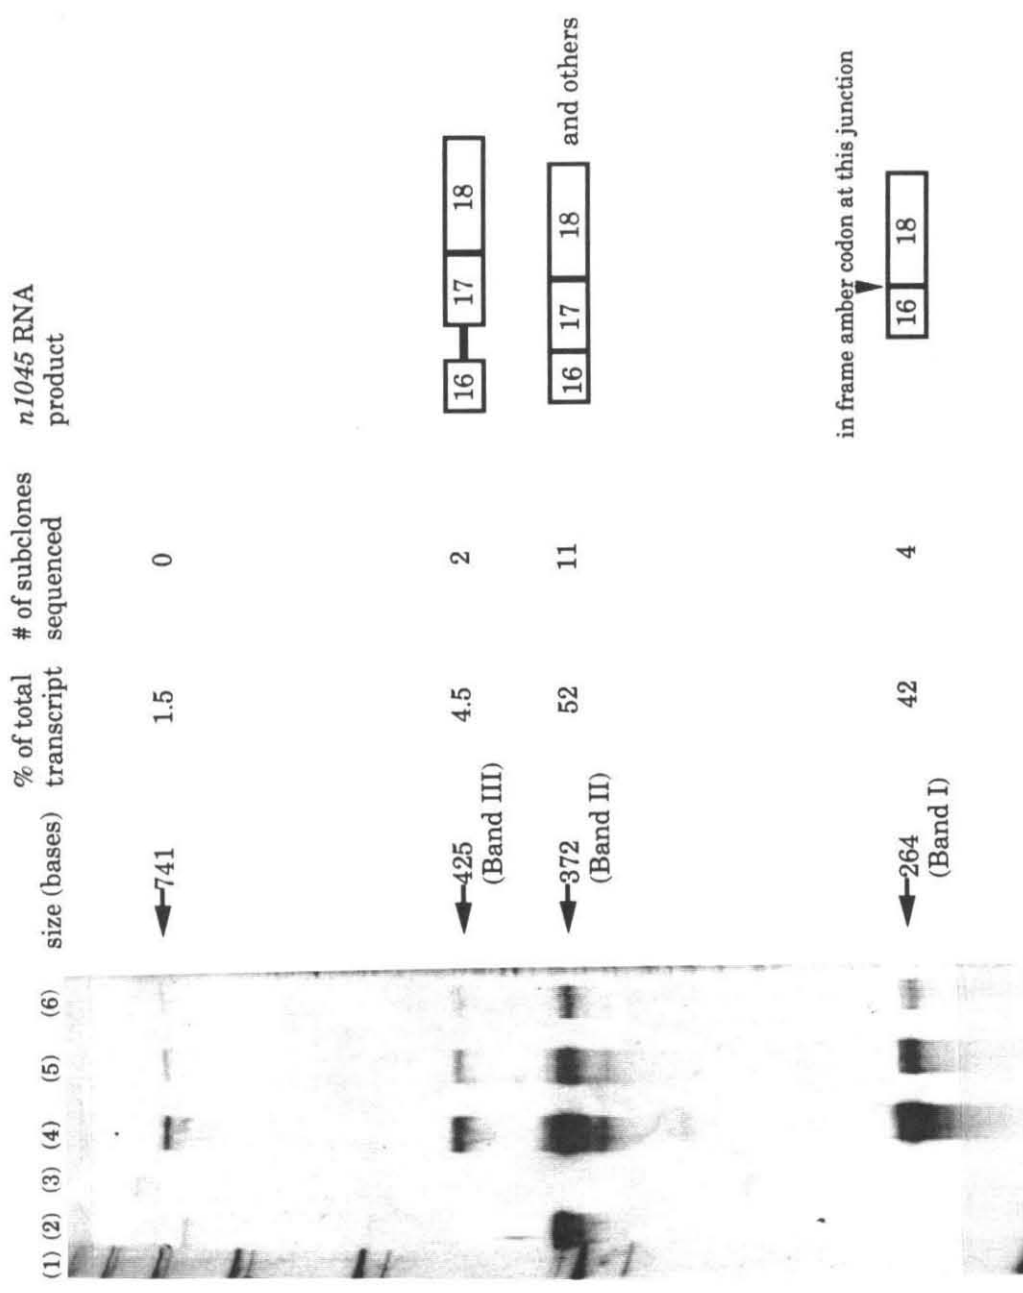 size (bases)
% of total
transcript
# of subclones
sequenced
n1045 RNA
product
(1) (2) (3) (4) (5) (6)
741
1.5
0
425
(Band III)
4.5
2
16
17
18
372
(Band II)
52
11
16
17
18
and others
in frame amber codon at this junction
264
(Band I)
42
4
16
18